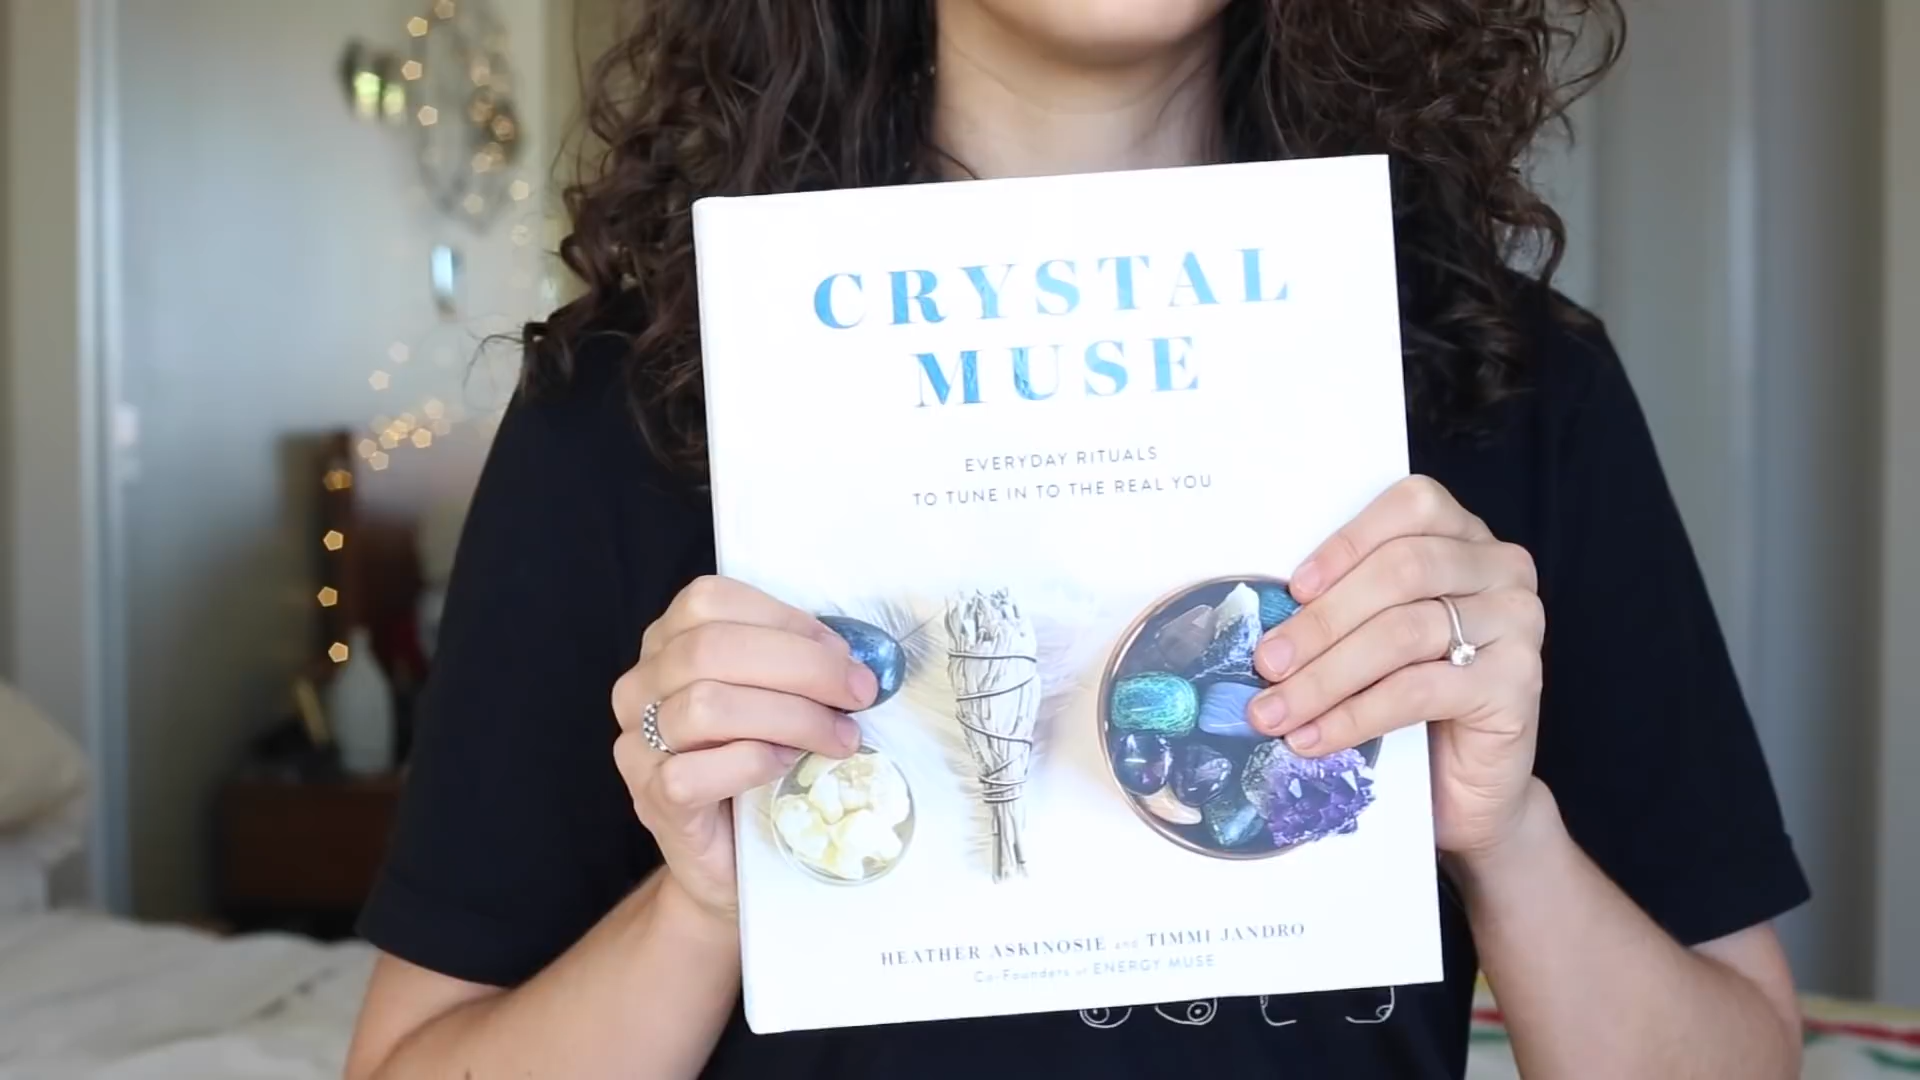 CRYSTAL
MUSE
EVERYDAY RITUALS
TO TUNE IN TO THE REAL YOU
HEATHER ASKINOSIE and TIMMI JANDRO
Co-Founders of ENERGY MUSE